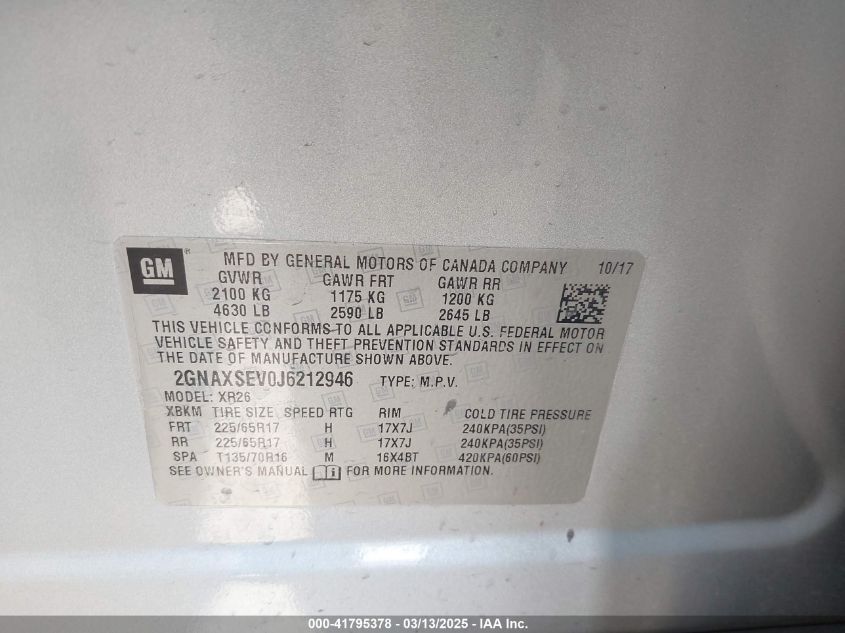 GM
MFD BY GENERAL MOTORS OF CANADA COMPANY 10/17
GVWR GAWR FRT GAWR RR
2100 KG 1175 KG 1200 KG
4630 LB 2590 LB 2645 LB
THIS VEHICLE CONFORMS TO ALL APPLICABLE U.S. FEDERAL MOTOR
VEHICLE SAFETY AND THEFT PREVENTION STANDARDS IN EFFECT ON
THE DATE OF MANUFACTURE SHOWN ABOVE.
2GNAXSEV0J6212946 TYPE: M.P.V.
MODEL: XR26
XBKM TIRE SIZE SPEED RTG RIM COLD TIRE PRESSURE
FRT 225/65R17 H 17X7J 240KPA(35PSI)
RR 225/65R17 H 17X7J 240KPA(35PSI)
SPA T135/70R16 M 16X4BT 420KPA(60PSI)
SEE OWNER'S MANUAL FOR MORE INFORMATION
000-41795378 - 03/13/2025 - IAA Inc.